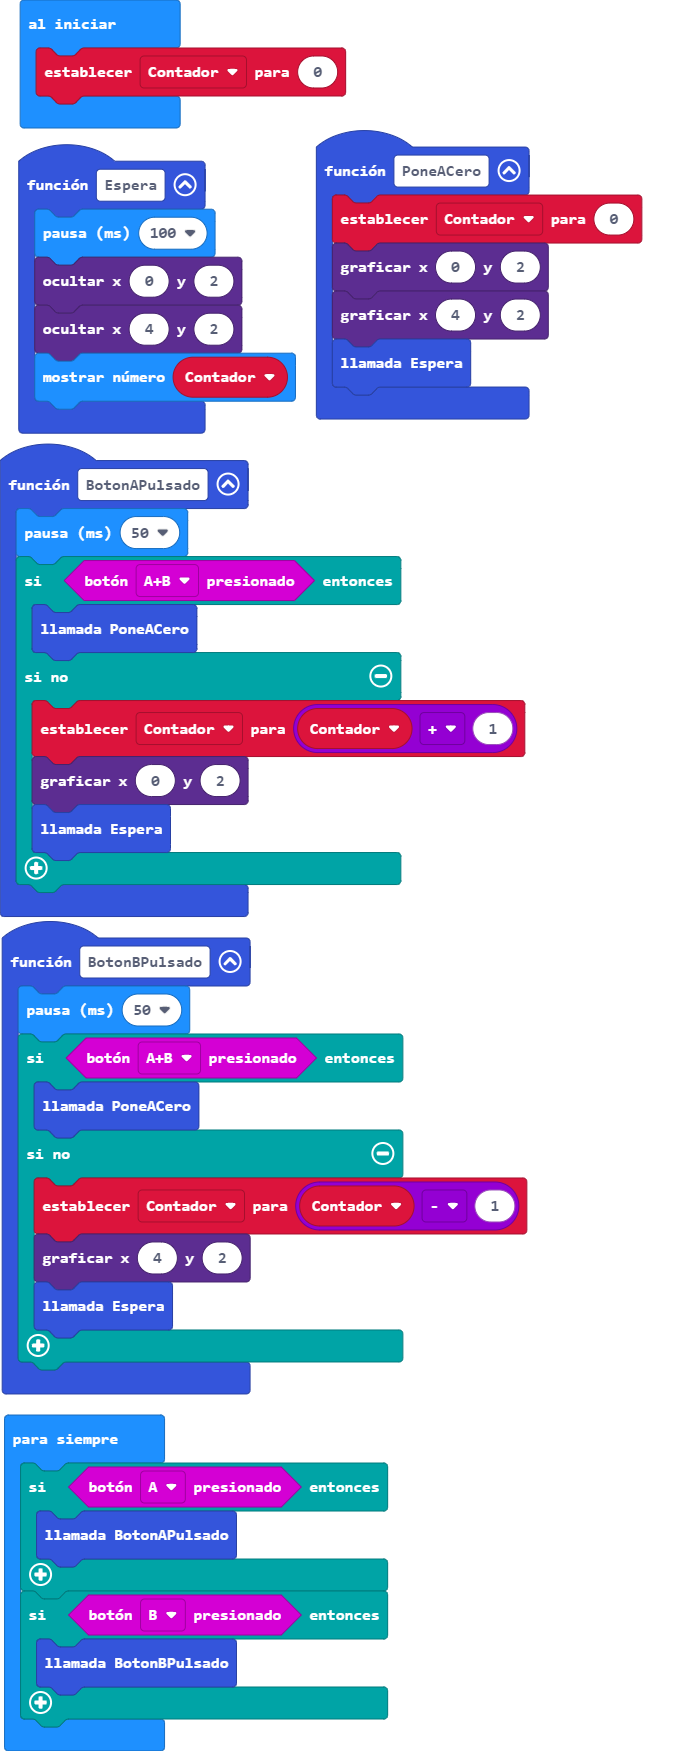 al iniciar
establecer Contador para 0
función Espera
pausa (ms) 100
ocultar x 0 y 2
ocultar x 4 y 2
mostrar número Contador
función PoneACero
establecer Contador para 0
graficar x 0 y 2
graficar x 4 y 2
llamada Espera
función BotonAPulsado
pausa (ms) 50
si botón A+B presionado entonces
llamada PoneACero
si no
establecer Contador para Contador + 1
graficar x 0 y 2
llamada Espera
función BotonBPulsado
pausa (ms) 50
si botón A+B presionado entonces
llamada PoneACero
si no
establecer Contador para Contador - 1
graficar x 4 y 2
llamada Espera
para siempre
si botón A presionado entonces
llamada BotonAPulsado
si botón B presionado entonces
llamada BotonBPulsado